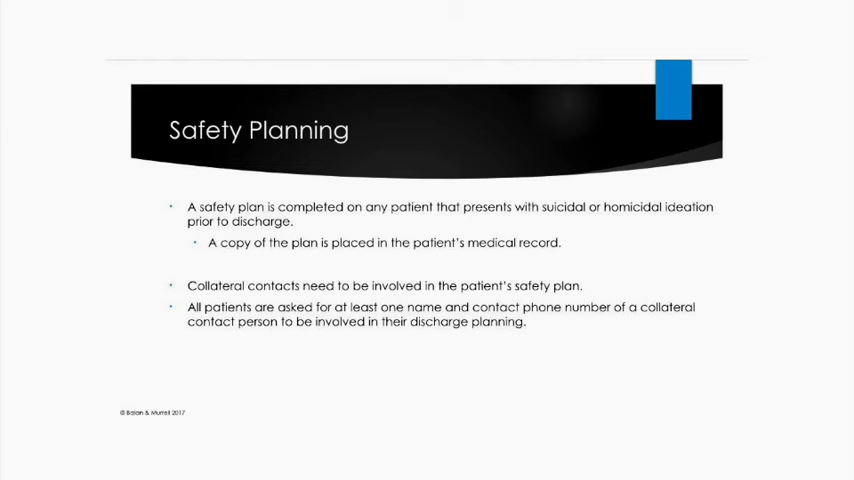 Safety Planning
A safety plan is completed on any patient that presents with suicidal or homicidal ideation
prior to discharge.
A copy of the plan is placed in the patient's medical record.
Collateral contacts need to be involved in the patient's safety plan.
All patients are asked for at least one name and contact phone number of a collateral
contact person to be involved in their discharge planning.
© Balan & Murrell 2017